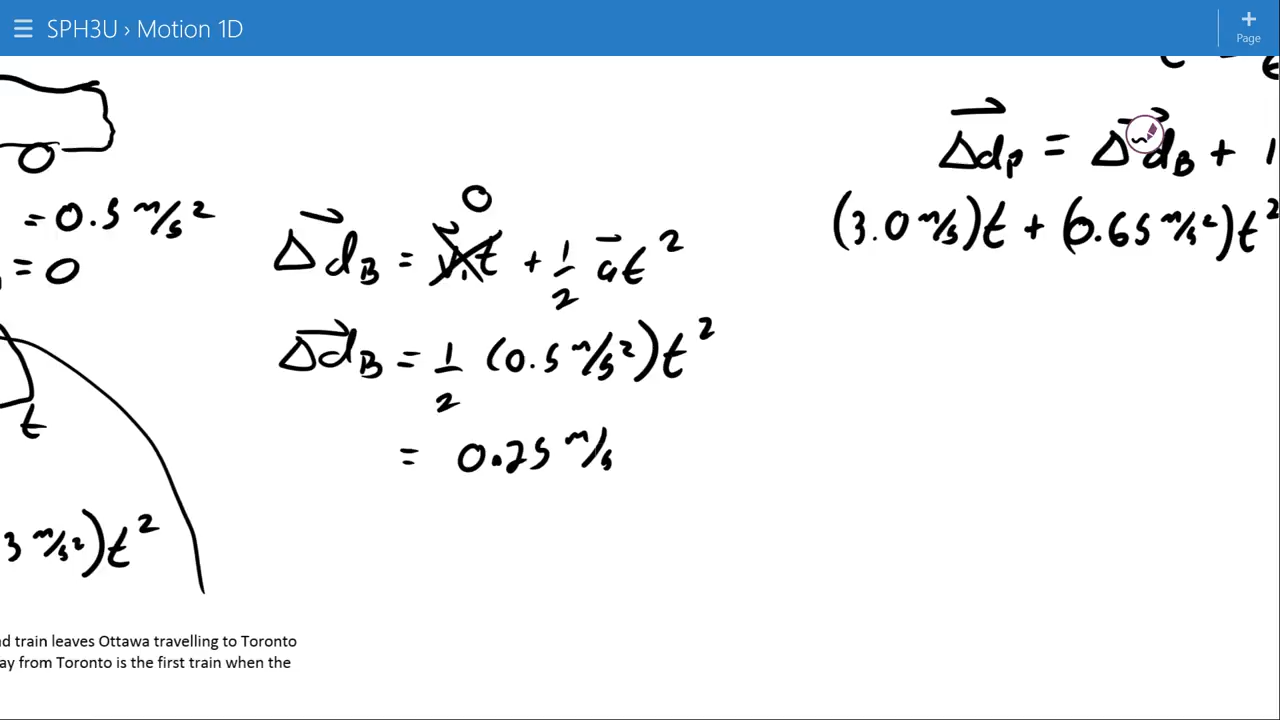 SPH3U › Motion 1D
Page
= 0.5 m/s²
= 0
t
3 m/s²)t²
0
Δd_B = v₁t + 1/2 at²
Δd_B = 1/2 (0.5 m/s²)t²
= 0.25 m/s
Δd_P = Δd_B + 1
(3.0 m/s)t + (0.65 m/s²)t²
d train leaves Ottawa travelling to Toronto
ay from Toronto is the first train when the